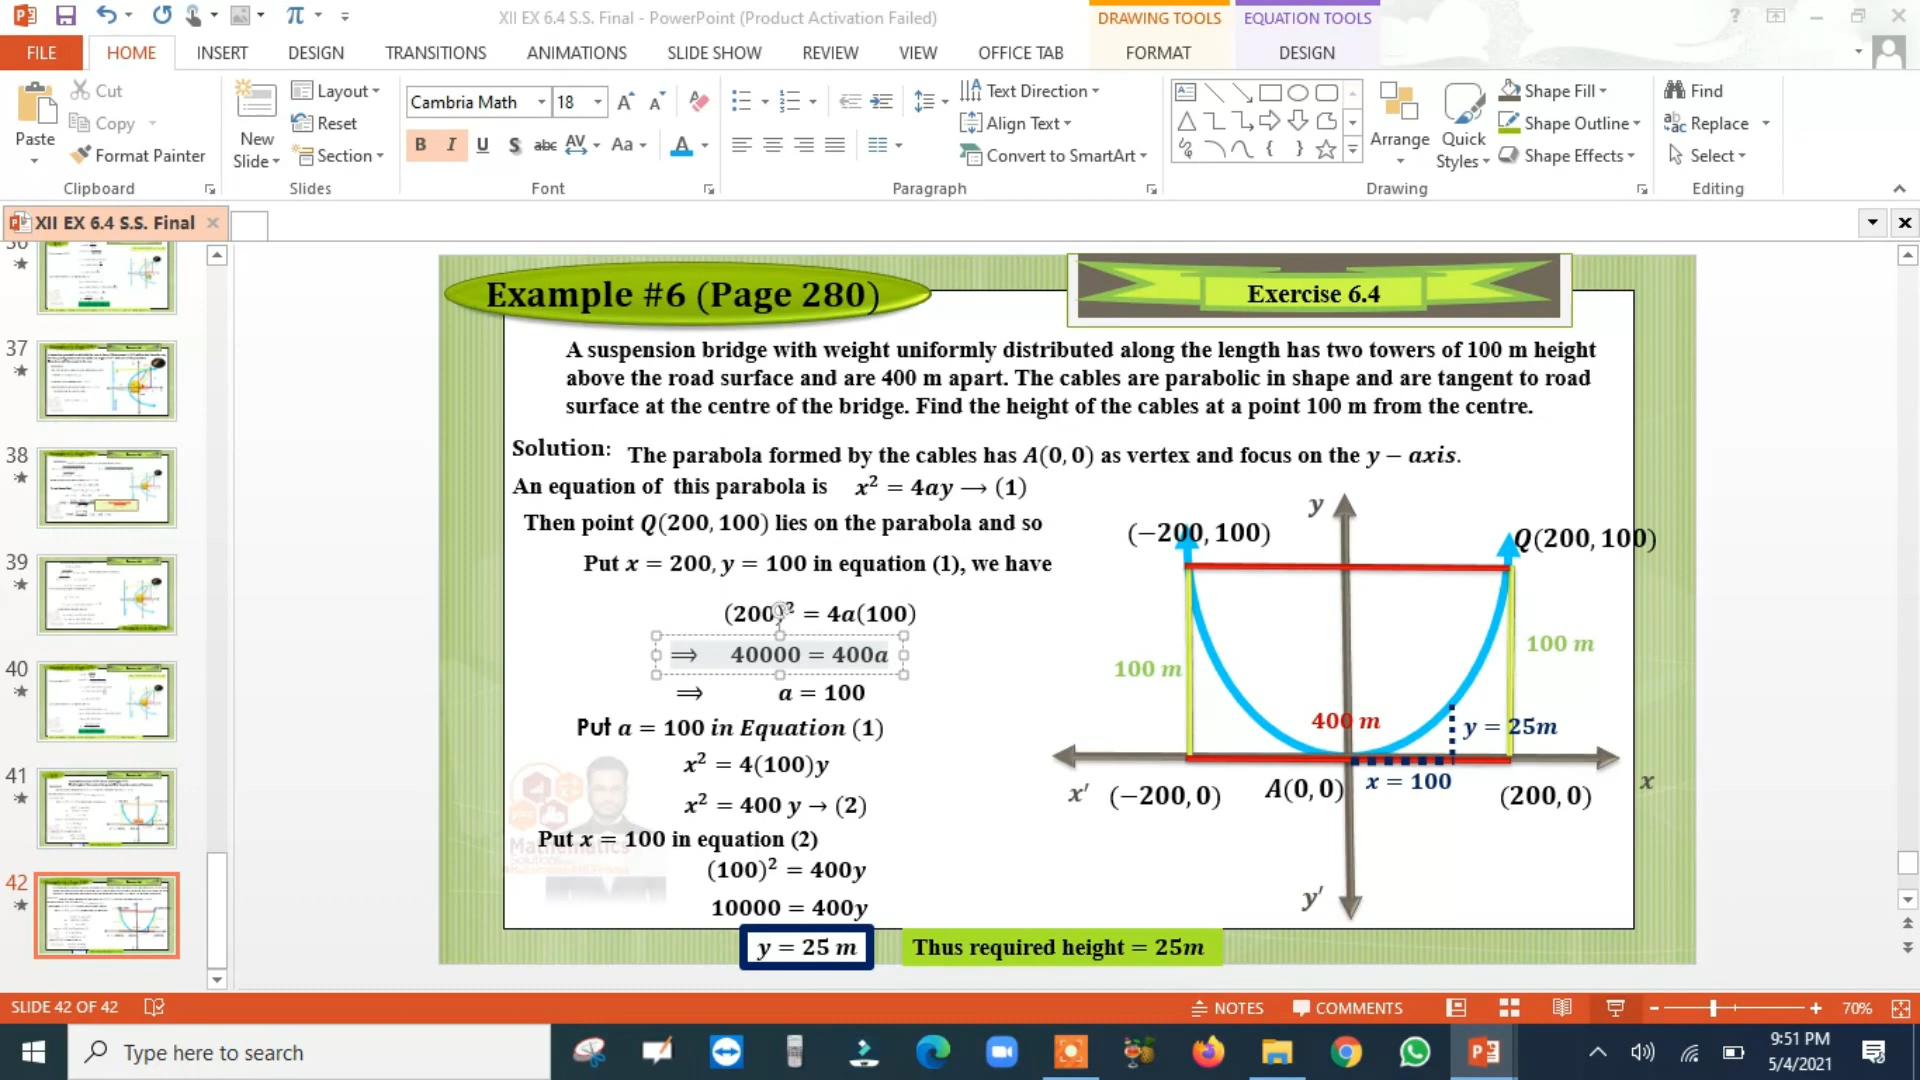 XII EX 6.4 S.S. Final - PowerPoint (Product Activation Failed)
DRAWING TOOLS
EQUATION TOOLS
FILE
HOME
INSERT
DESIGN
TRANSITIONS
ANIMATIONS
SLIDE SHOW
REVIEW
VIEW
OFFICE TAB
FORMAT
DESIGN
Paste
Cut
Copy
Format Painter
Clipboard
New Slide
Layout
Reset
Section
Slides
Cambria Math
18
B I U S abc AV Aa A
Font
Text Direction
Align Text
Convert to SmartArt
Paragraph
Arrange
Quick Styles
Shape Fill
Shape Outline
Shape Effects
Drawing
Find
Replace
Select
Editing
XII EX 6.4 S.S. Final
37
38
39
40
41
42
Example #6 (Page 280)
Exercise 6.4
A suspension bridge with weight uniformly distributed along the length has two towers of 100 m height
above the road surface and are 400 m apart. The cables are parabolic in shape and are tangent to road
surface at the centre of the bridge. Find the height of the cables at a point 100 m from the centre.
Solution: The parabola formed by the cables has A(0, 0) as vertex and focus on the y − axis.
An equation of this parabola is x² = 4ay ⟶ (1)
Then point Q(200, 100) lies on the parabola and so
Put x = 200, y = 100 in equation (1), we have
(200)² = 4a(100)
⟹ 40000 = 400a
⟹ a = 100
Put a = 100 in Equation (1)
x² = 4(100)y
x² = 400 y → (2)
Put x = 100 in equation (2)
(100)² = 400y
10000 = 400y
y = 25 m
Thus required height = 25m
y
(−200, 100)
Q(200, 100)
100 m
100 m
400 m
y = 25m
x′
(−200, 0)
A(0, 0)
x = 100
(200, 0)
x
y′
Mathematics
Solutions
SLIDE 42 OF 42
NOTES
COMMENTS
70%
Type here to search
9:51 PM
5/4/2021